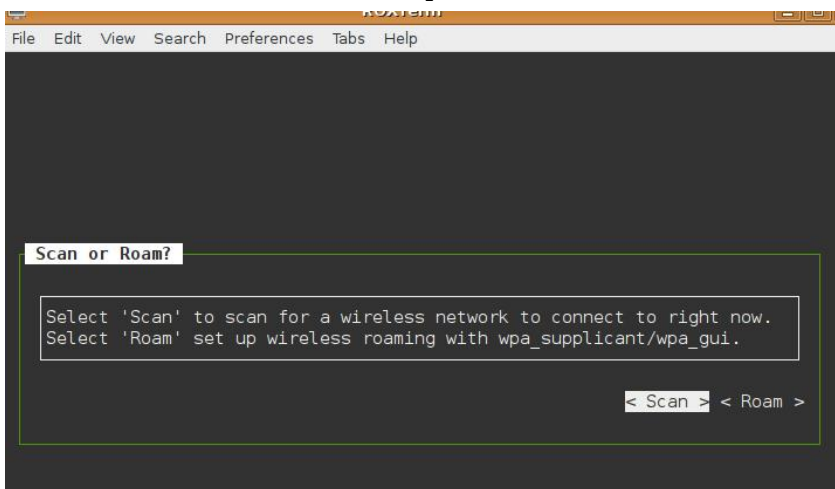 ROXTerm
File Edit View Search Preferences Tabs Help
Scan or Roam?
Select 'Scan' to scan for a wireless network to connect to right now.
Select 'Roam' set up wireless roaming with wpa_supplicant/wpa_gui.
< Scan > < Roam >